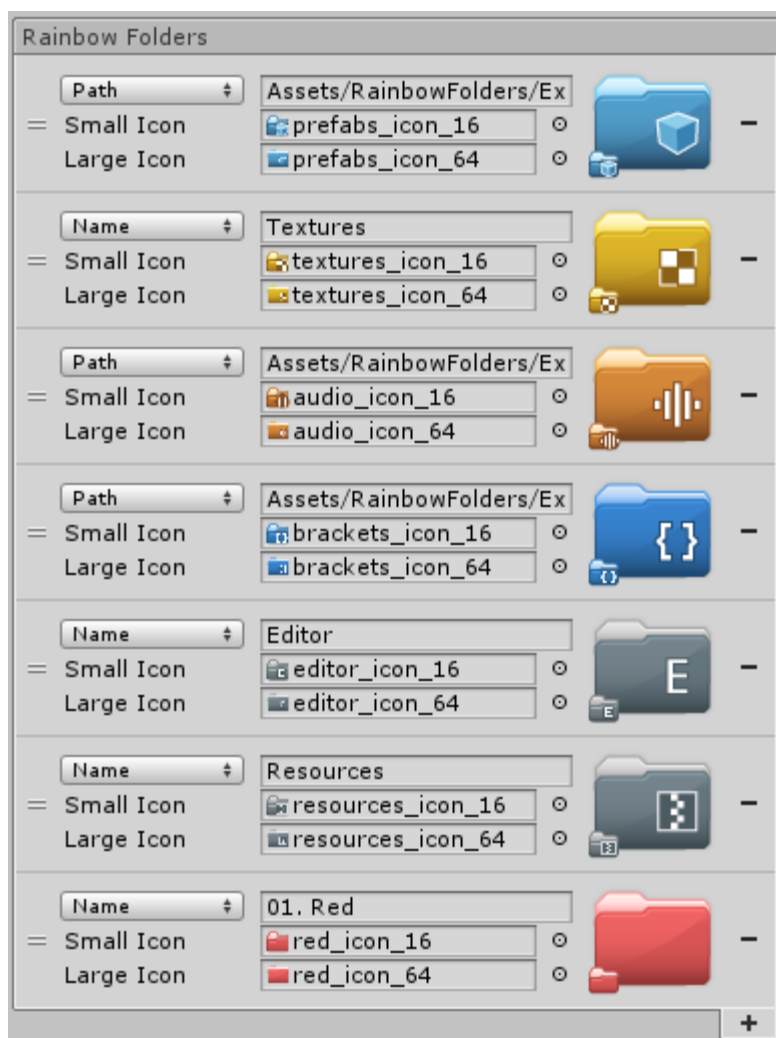 Rainbow Folders
Path Assets/RainbowFolders/Ex
Small Icon prefabs_icon_16
Large Icon prefabs_icon_64
Name Textures
Small Icon textures_icon_16
Large Icon textures_icon_64
Path Assets/RainbowFolders/Ex
Small Icon audio_icon_16
Large Icon audio_icon_64
Path Assets/RainbowFolders/Ex
Small Icon brackets_icon_16
Large Icon brackets_icon_64
{}
Name Editor
Small Icon editor_icon_16
Large Icon editor_icon_64
E
Name Resources
Small Icon resources_icon_16
Large Icon resources_icon_64
Name 01. Red
Small Icon red_icon_16
Large Icon red_icon_64